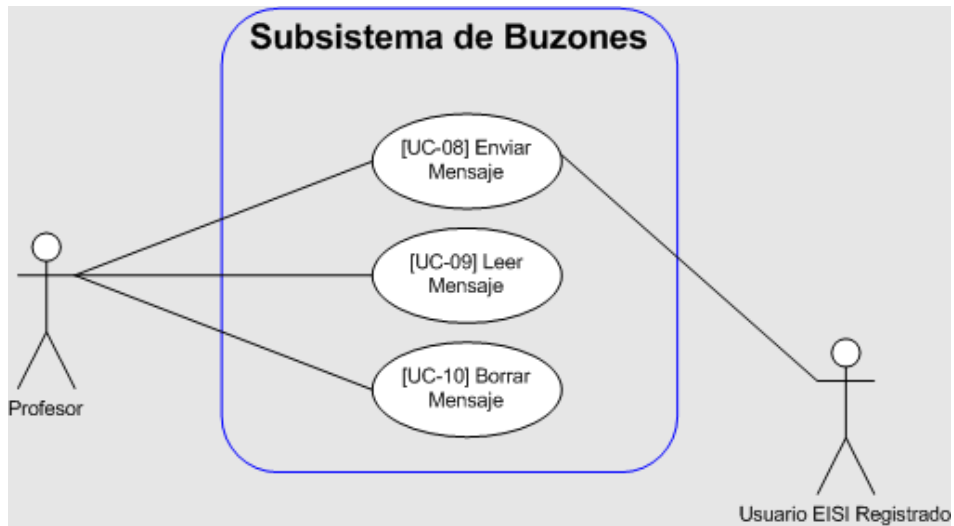 Subsistema de Buzones
[UC-08] Enviar
Mensaje
[UC-09] Leer
Mensaje
[UC-10] Borrar
Mensaje
Profesor
Usuario EISI Registrado